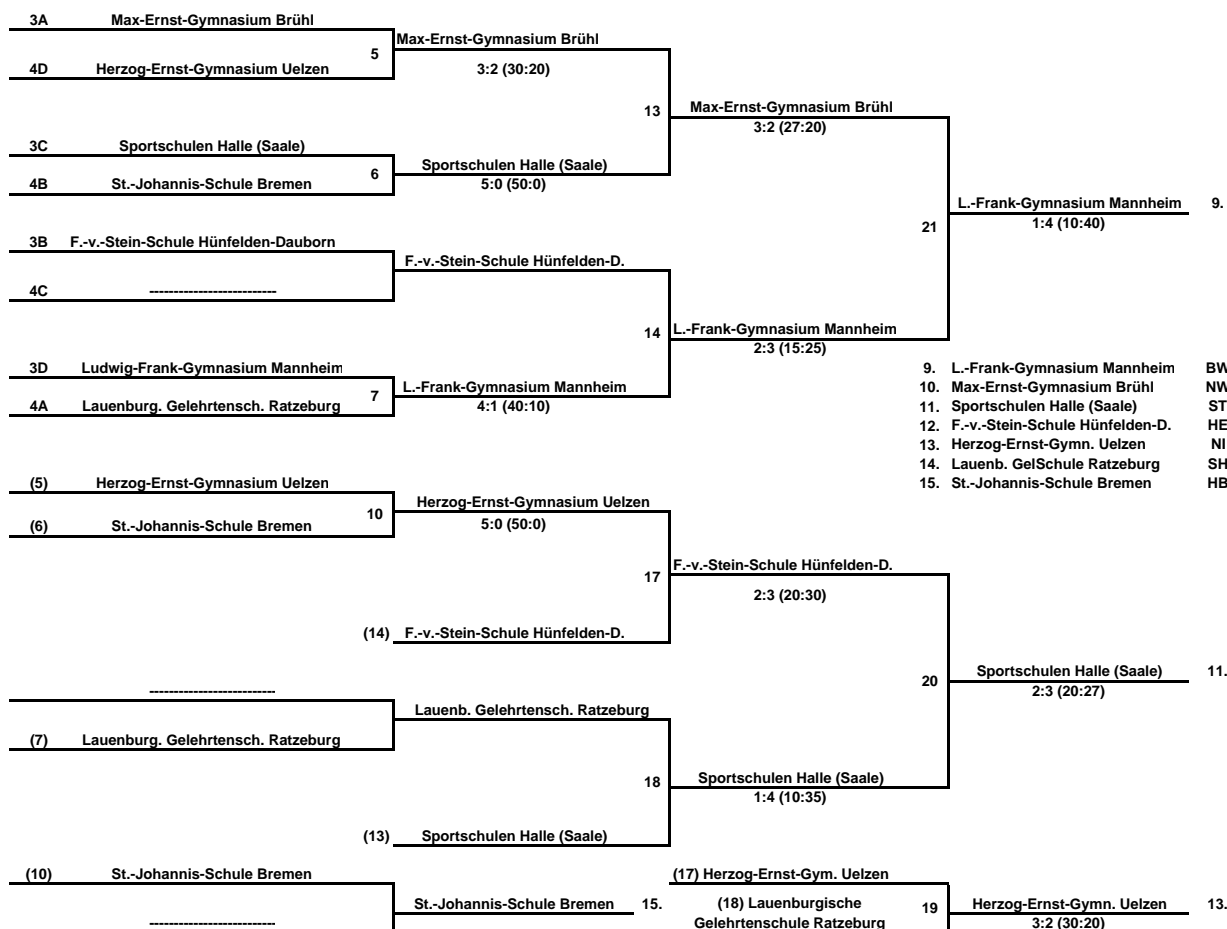 3A Max-Ernst-Gymnasium Brühl
5 Max-Ernst-Gymnasium Brühl
4D Herzog-Ernst-Gymnasium Uelzen 3:2 (30:20)
13 Max-Ernst-Gymnasium Brühl
3:2 (27:20)
3C Sportschulen Halle (Saale)
6 Sportschulen Halle (Saale)
4B St.-Johannis-Schule Bremen 5:0 (50:0)
L.-Frank-Gymnasium Mannheim 9.
21 1:4 (10:40)
3B F.-v.-Stein-Schule Hünfelden-Dauborn
F.-v.-Stein-Schule Hünfelden-D.
4C --------------------------
14 L.-Frank-Gymnasium Mannheim
2:3 (15:25)
3D Ludwig-Frank-Gymnasium Mannheim
7 L.-Frank-Gymnasium Mannheim
4A Lauenburg. Gelehrtensch. Ratzeburg 4:1 (40:10)
9. L.-Frank-Gymnasium Mannheim BW
10. Max-Ernst-Gymnasium Brühl NW
11. Sportschulen Halle (Saale) ST
12. F.-v.-Stein-Schule Hünfelden-D. HE
13. Herzog-Ernst-Gymn. Uelzen NI
14. Lauenb. GelSchule Ratzeburg SH
15. St.-Johannis-Schule Bremen HB
(5) Herzog-Ernst-Gymnasium Uelzen
10 Herzog-Ernst-Gymnasium Uelzen
(6) St.-Johannis-Schule Bremen 5:0 (50:0)
17 F.-v.-Stein-Schule Hünfelden-D.
2:3 (20:30)
(14) F.-v.-Stein-Schule Hünfelden-D.
20 Sportschulen Halle (Saale) 11.
2:3 (20:27)
--------------------------
Lauenb. Gelehrtensch. Ratzeburg
(7) Lauenburg. Gelehrtensch. Ratzeburg
18 Sportschulen Halle (Saale)
1:4 (10:35)
(13) Sportschulen Halle (Saale)
(10) St.-Johannis-Schule Bremen
St.-Johannis-Schule Bremen 15.
--------------------------
(17) Herzog-Ernst-Gym. Uelzen
(18) Lauenburgische
Gelehrtenschule Ratzeburg
19 Herzog-Ernst-Gymn. Uelzen 13.
3:2 (30:20)